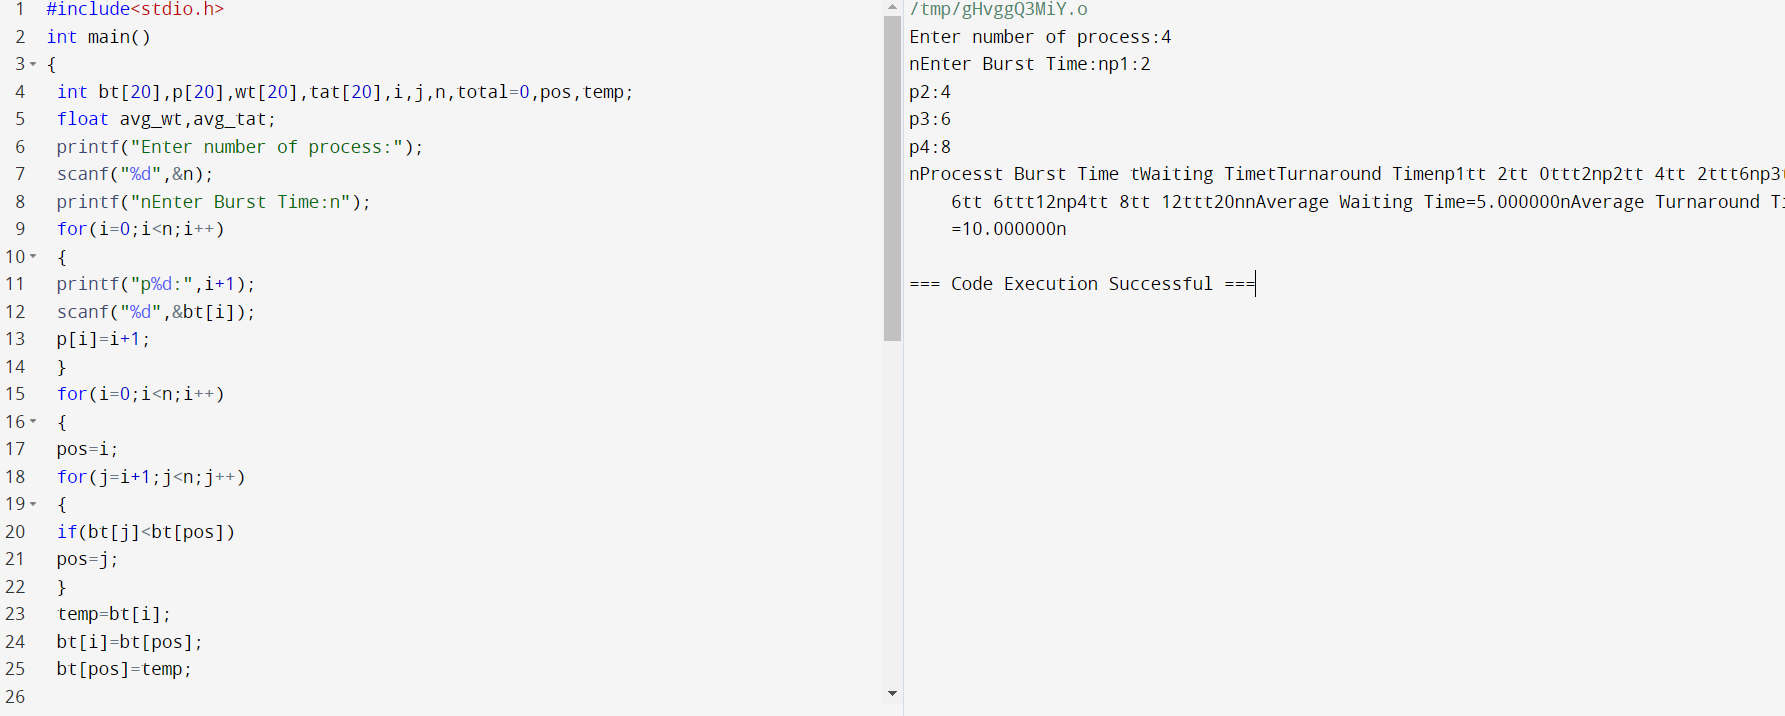 1 #include<stdio.h>
2 int main()
3 {
4 int bt[20],p[20],wt[20],tat[20],i,j,n,total=0,pos,temp;
5 float avg_wt,avg_tat;
6 printf("Enter number of process:");
7 scanf("%d",&n);
8 printf("nEnter Burst Time:n");
9 for(i=0;i<n;i++)
10 {
11 printf("p%d:",i+1);
12 scanf("%d",&bt[i]);
13 p[i]=i+1;
14 }
15 for(i=0;i<n;i++)
16 {
17 pos=i;
18 for(j=i+1;j<n;j++)
19 {
20 if(bt[j]<bt[pos])
21 pos=j;
22 }
23 temp=bt[i];
24 bt[i]=bt[pos];
25 bt[pos]=temp;
26
/tmp/gHvggQ3MiY.o
Enter number of process:4
nEnter Burst Time:np1:2
p2:4
p3:6
p4:8
nProcesst Burst Time tWaiting TimetTurnaround Timenp1tt 2tt 0ttt2np2tt 4tt 2ttt6np3t
6tt 6ttt12np4tt 8tt 12ttt20nnAverage Waiting Time=5.000000nAverage Turnaround Ti
=10.000000n
=== Code Execution Successful ===